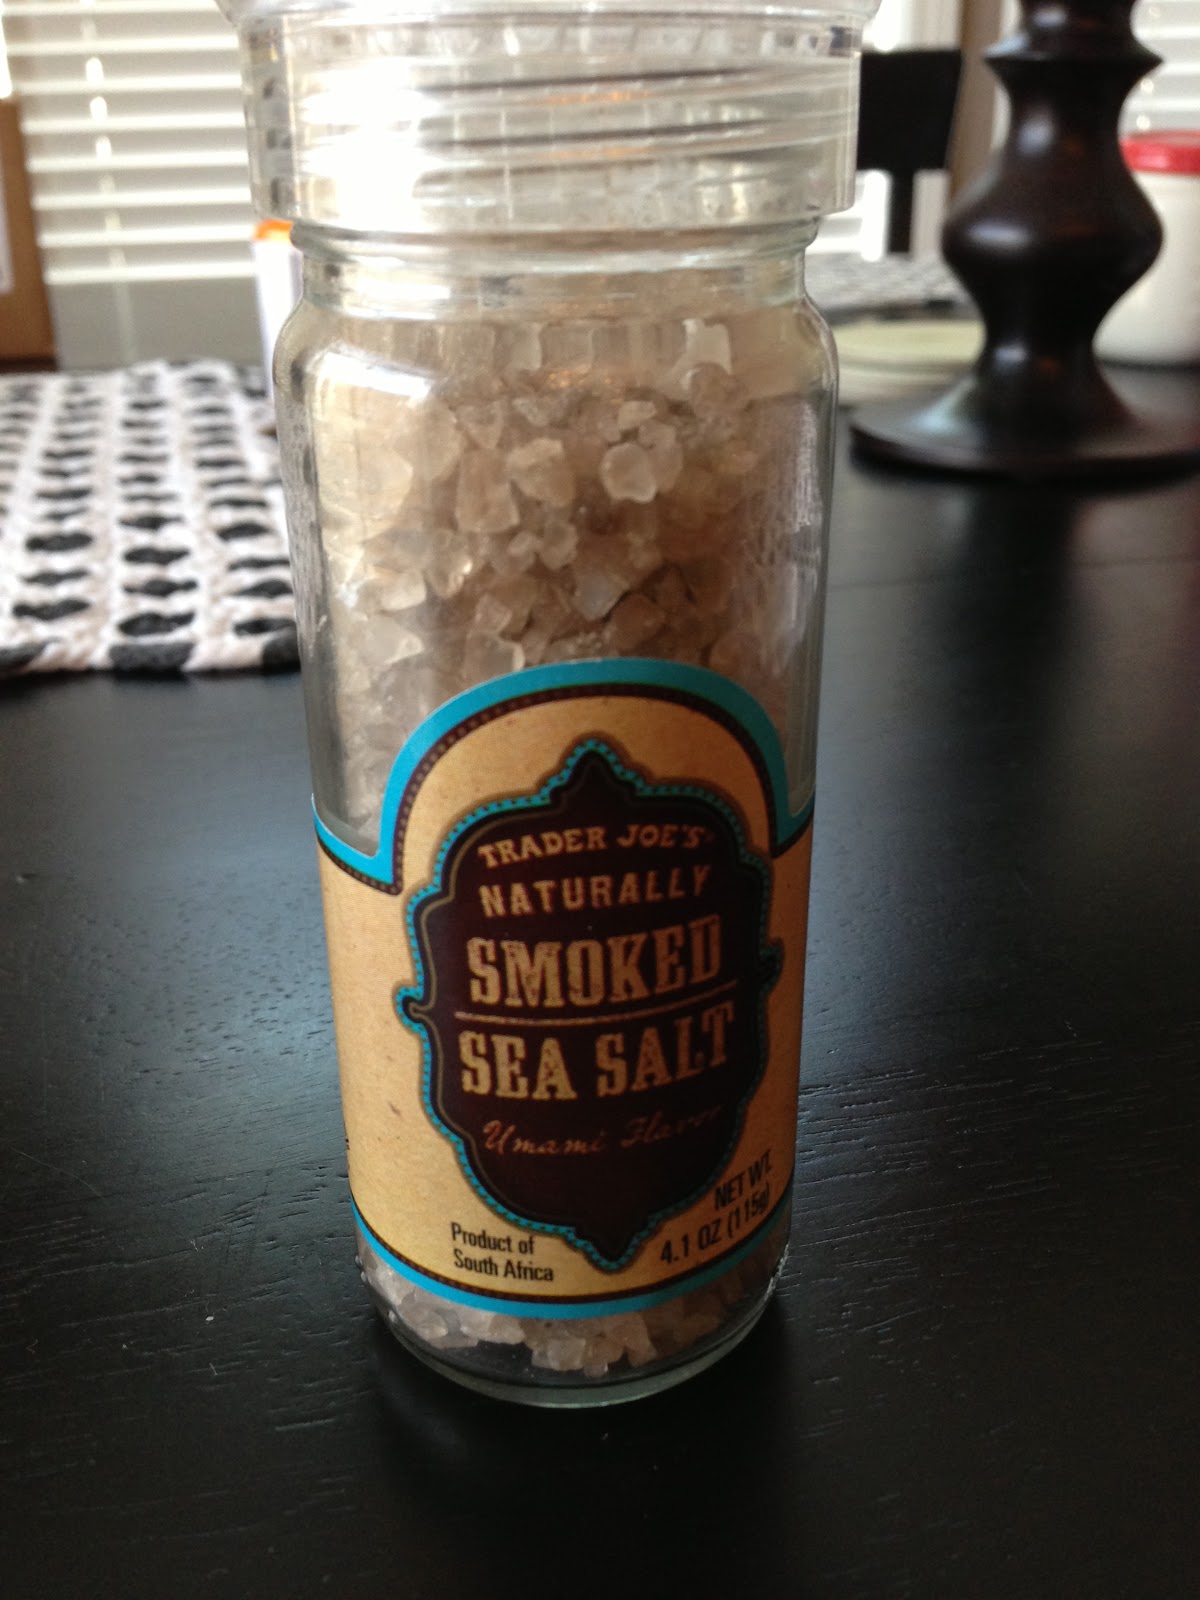 TRADER JOE'S
NATURALLY
SMOKED
SEA SALT
Umami Flavor
Product of
South Africa
NET WT.
4.1 OZ (115g)